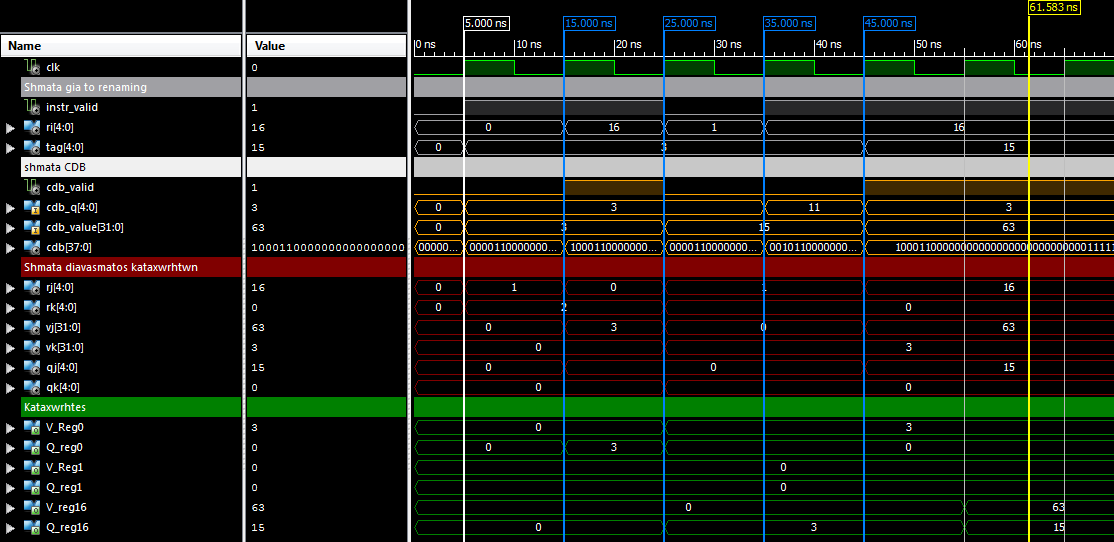 61.583 ns
5.000 ns 15.000 ns 25.000 ns 35.000 ns 45.000 ns
Name Value 0 ns 10 ns 20 ns 30 ns 40 ns 50 ns 60 ns
clk 0
Shmata gia to renaming
instr_valid 1
ri[4:0] 16 0 16 1 16
tag[4:0] 15 0 3 15
shmata CDB
cdb_valid 1
cdb_q[4:0] 3 0 3 11 3
cdb_value[31:0] 63 0 3 15 63
cdb[37:0] 10001100000000000000000 00000... 0000110000000... 1000110000000... 0000110000000... 0010110000000...
Shmata diavasmatos kataxwrhtwn
rj[4:0] 16 0 1 0 1 16
rk[4:0] 0 0 2 0
vj[31:0] 63 0 3 0 63
vk[31:0] 3 0 3
qj[4:0] 15 0 0 15
qk[4:0] 0 0 0
Kataxwrhtes
V_Reg0 3 0 3
Q_reg0 0 0 3 0
V_Reg1 0 0
Q_reg1 0 0
V_reg16 63 0 63
Q_reg16 15 0 3 15